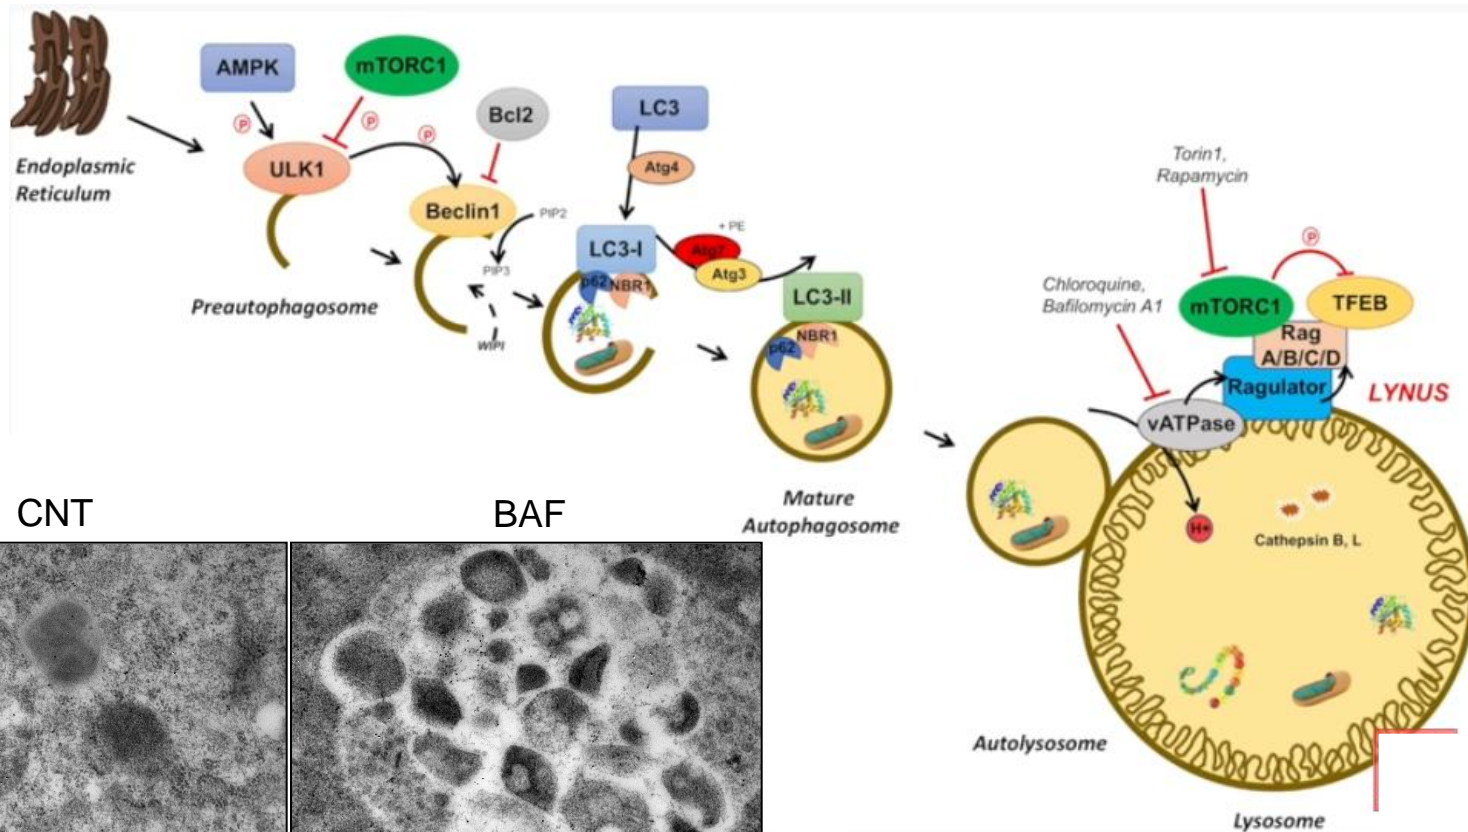 AMPK
mTORC1
P
P
P
Bcl2
LC3
Endoplasmic
Reticulum
ULK1
Atg4
Beclin1
PIP2
PIP3
WIPI
Preautophagosome
LC3-I
p62
NBR1
+ PE
Atg7
Atg3
LC3-II
p62
NBR1
Mature
Autophagosome
Torin1,
Rapamycin
P
Chloroquine,
Bafilomycin A1
mTORC1
TFEB
Rag
A/B/C/D
Ragulator
LYNUS
vATPase
H+
Cathepsin B, L
Autolysosome
Lysosome
CNT
BAF